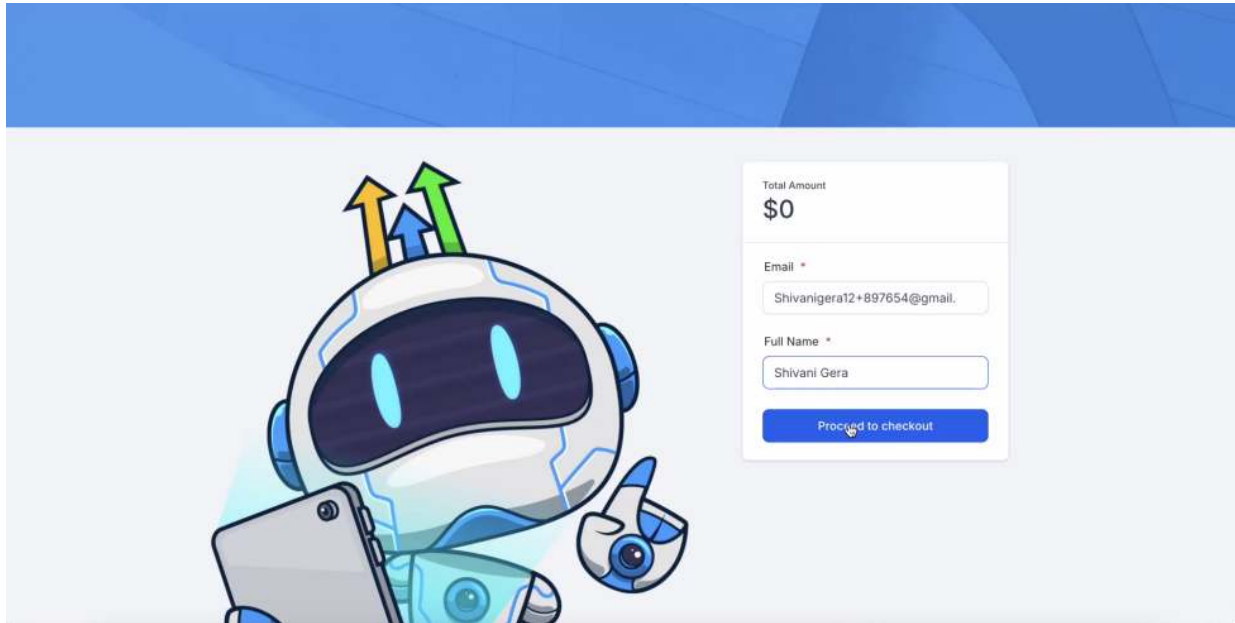 Total Amount
$0
Email *
Shivanigera12+897654@gmail.
Full Name *
Shivani Gera
Proceed to checkout